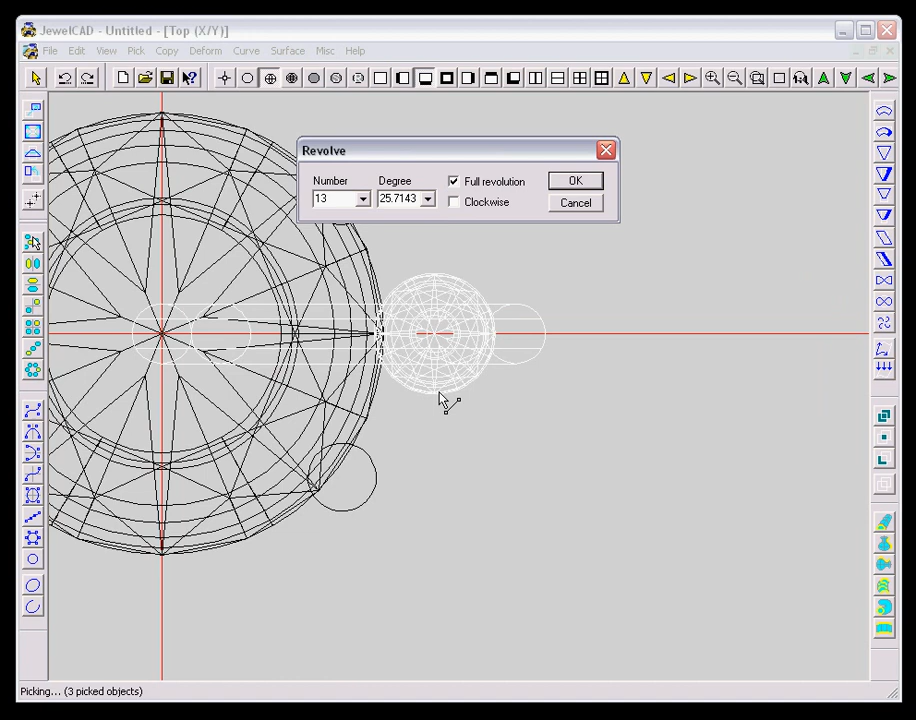 JewelCAD - Untitled - [Top (X/Y)]
File Edit View Pick Copy Deform Curve Surface Misc Help
Revolve
Number Degree Full revolution OK
13 25.7143 Clockwise Cancel
Picking... (3 picked objects)